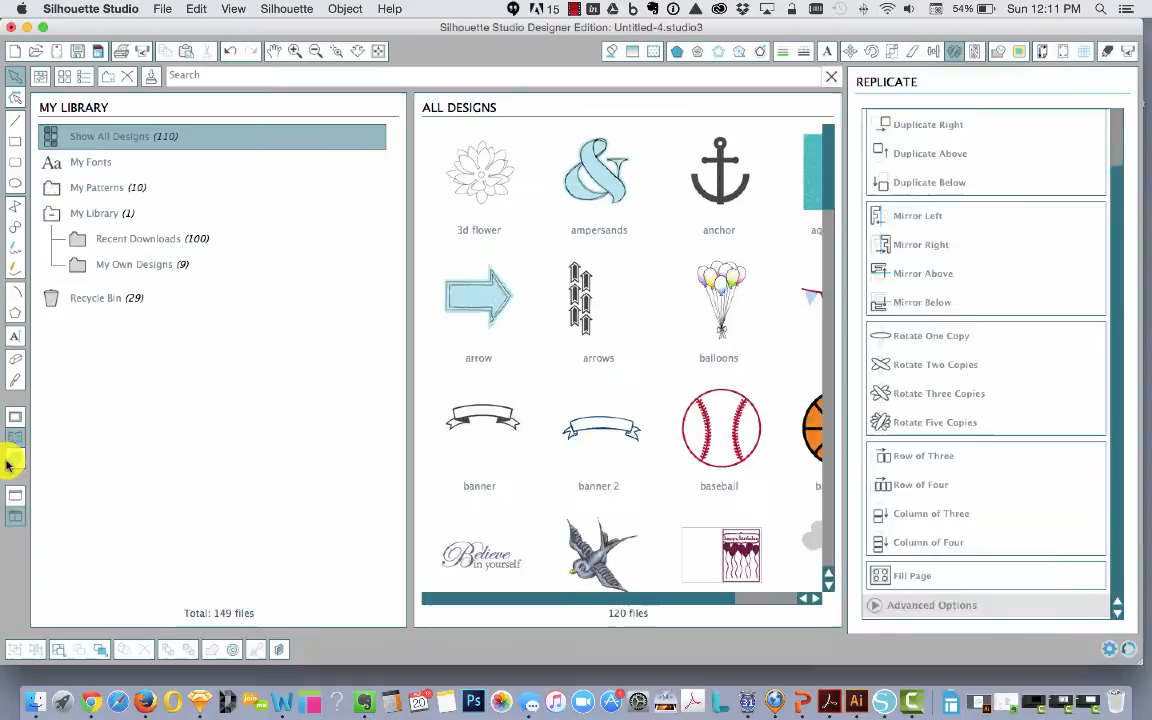 Silhouette Studio File Edit View Panels Silhouette Object Help 15 54% Sun 12:11 PM
Silhouette Studio Designer Edition: Untitled-4.studio3
A
Search
MY LIBRARY
Show All Designs (110)
Aa My Fonts
My Patterns (10)
My Library (1)
Recent Downloads (100)
My Own Designs (9)
Recycle Bin (29)
Total: 149 files
ALL DESIGNS
3d flower ampersands anchor aq
arrow arrows balloons
banner banner 2 baseball ba
Believe
in yourself
120 files
REPLICATE
Duplicate Right
Duplicate Above
Duplicate Below
Mirror Left
Mirror Right
Mirror Above
Mirror Below
Rotate One Copy
Rotate Two Copies
Rotate Three Copies
Rotate Five Copies
Row of Three
Row of Four
Column of Three
Column of Four
Fill Page
Advanced Options